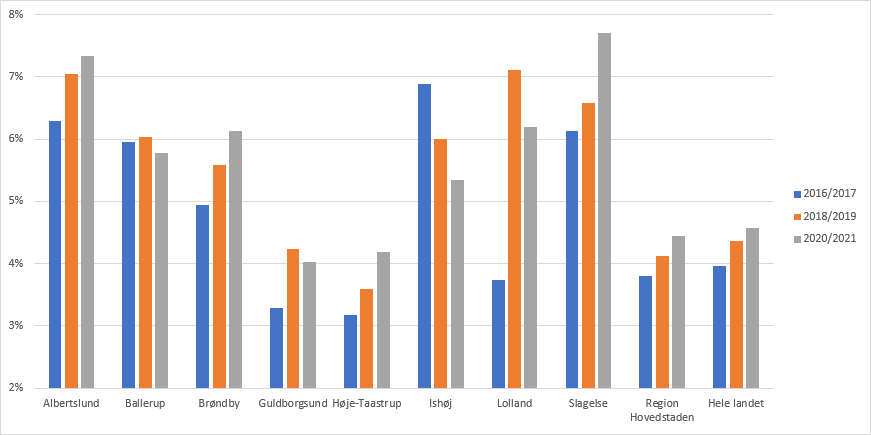 8%
7%
6%
5%
4%
3%
2%
Albertslund
Ballerup
Brøndby
Guldborgsund
Høje-Taastrup
Ishøj
Lolland
Slagelse
Region
Hovedstaden
Hele landet
2016/2017
2018/2019
2020/2021